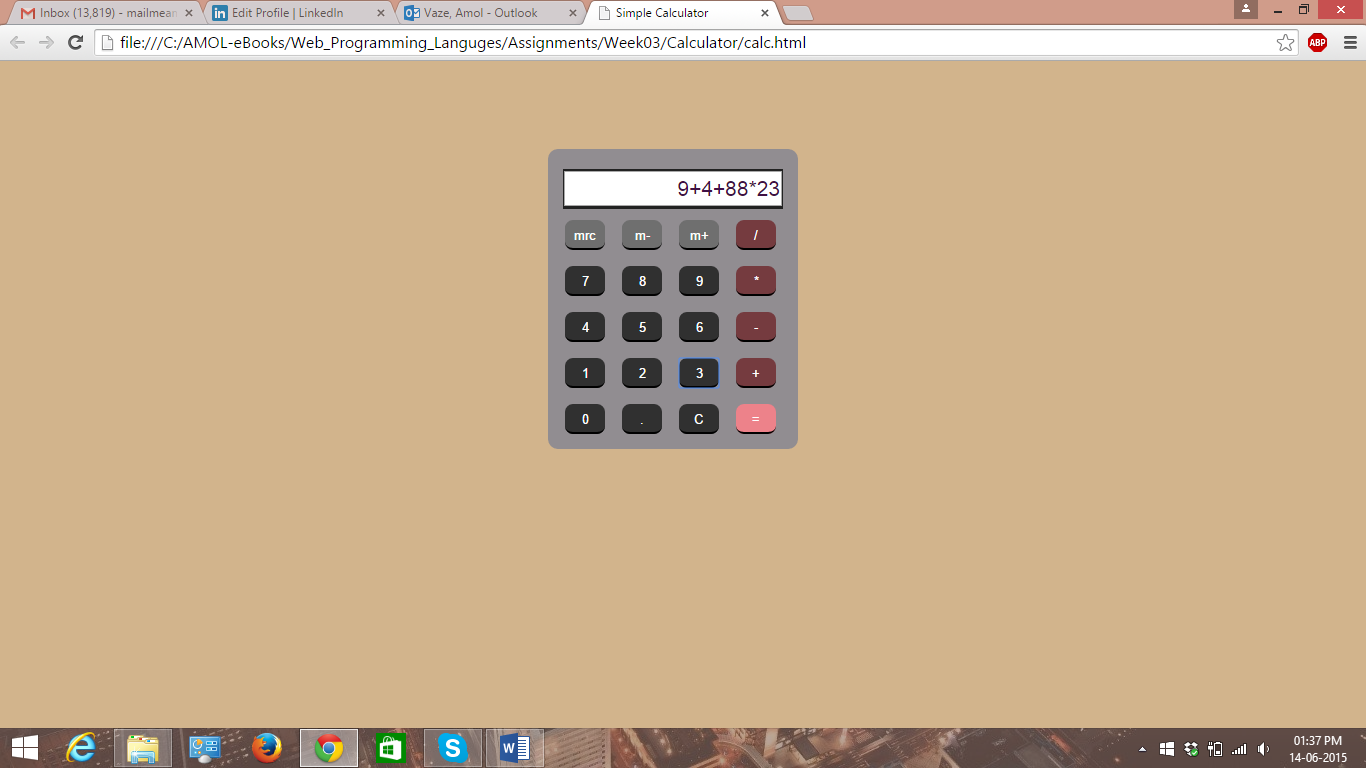 Inbox (13,819) - mailmean
Edit Profile | LinkedIn
Vaze, Amol - Outlook
Simple Calculator
file:///C:/AMOL-eBooks/Web_Programming_Languges/Assignments/Week03/Calculator/calc.html
ABP
9+4+88*23
mrc m- m+ /
7 8 9 *
4 5 6 -
1 2 3 +
0 . C =
01:37 PM
14-06-2015